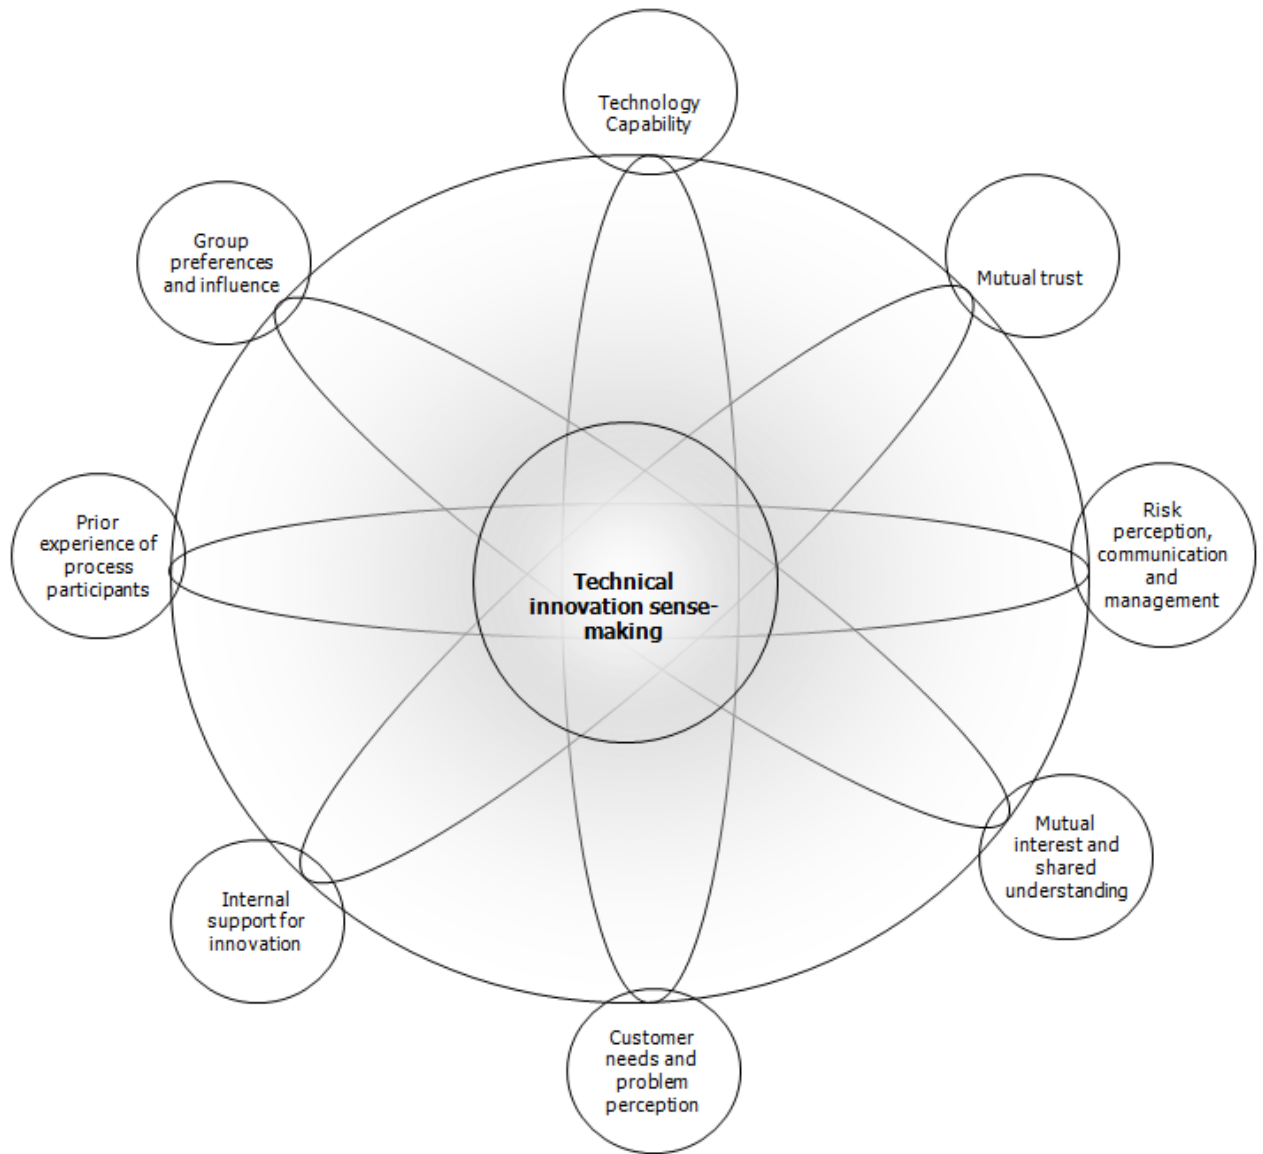 Technology
Capability
Group
preferences
and influence
Mutual trust
Prior
experience of
process
participants
Technical
innovation sense-
making
Risk
perception,
communication
and
management
Mutual
interest and
shared
understanding
Internal
support for
innovation
Customer
needs and
problem
perception